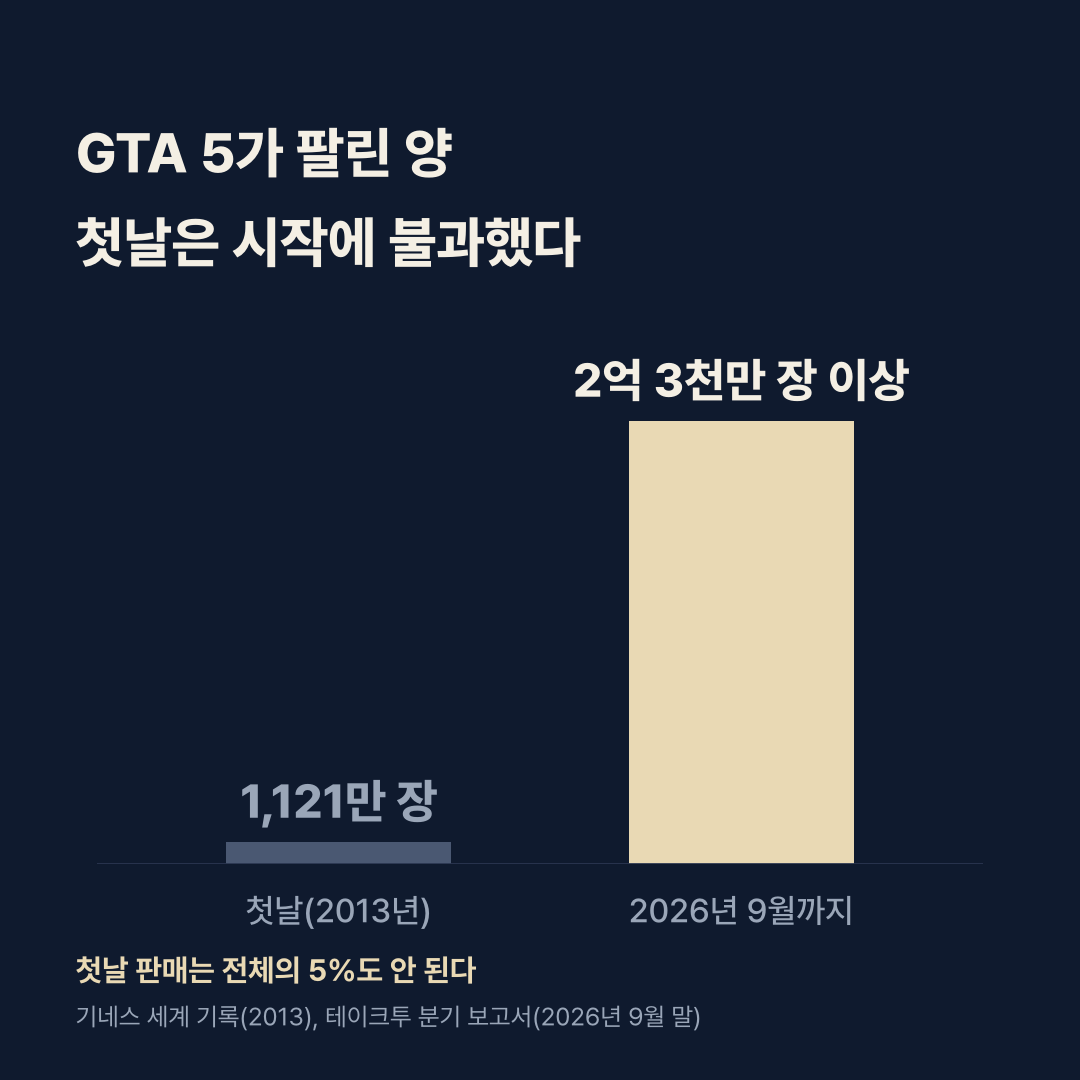 GTA 5가 팔린 양
첫날은 시작에 불과했다
2억 3천만 장 이상
1,121만 장
첫날(2013년)
2026년 9월까지
첫날 판매는 전체의 5%도 안 된다
기네스 세계 기록(2013), 테이크투 분기 보고서(2026년 9월 말)